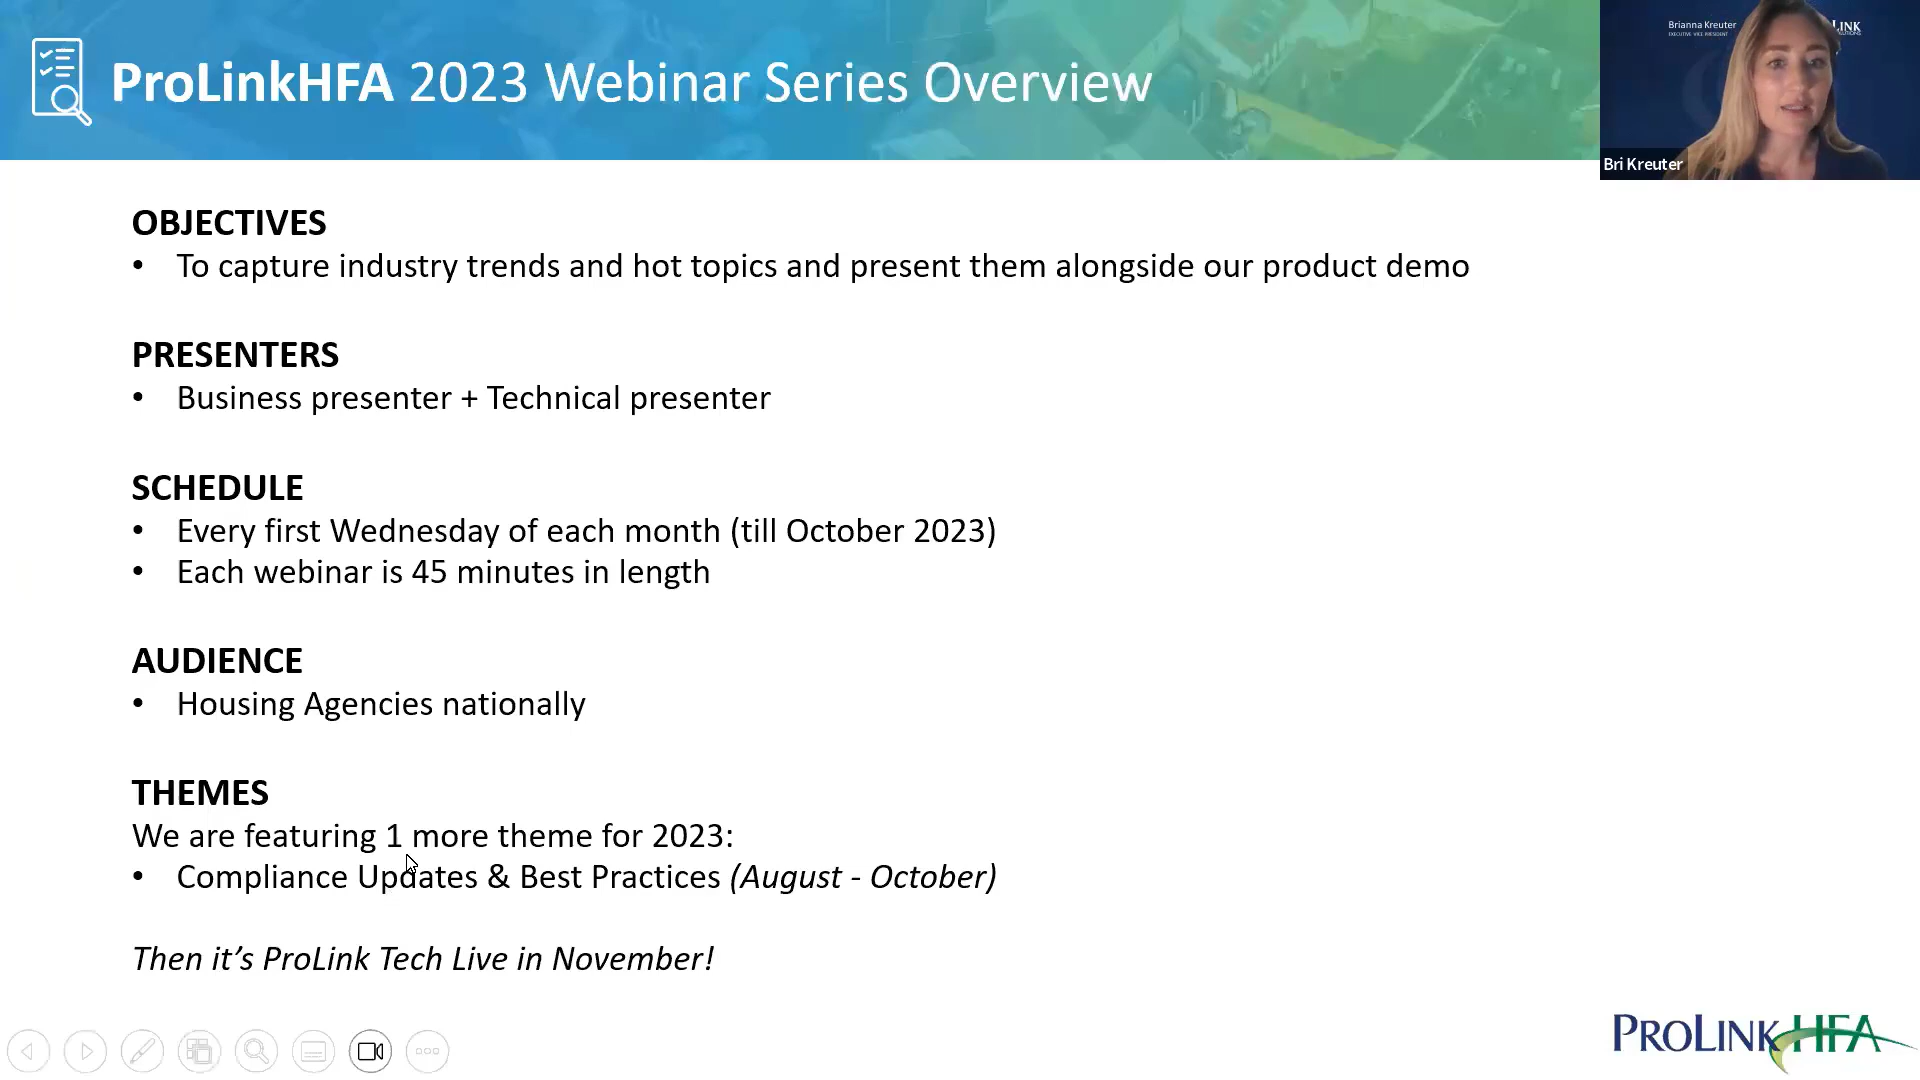 ProLinkHFA 2023 Webinar Series Overview
Brianna Kreuter
EXECUTIVE VICE PRESIDENT
LINK
Bri Kreuter
OBJECTIVES
• To capture industry trends and hot topics and present them alongside our product demo
PRESENTERS
• Business presenter + Technical presenter
SCHEDULE
• Every first Wednesday of each month (till October 2023)
• Each webinar is 45 minutes in length
AUDIENCE
• Housing Agencies nationally
THEMES
We are featuring 1 more theme for 2023:
• Compliance Updates & Best Practices (August - October)
Then it’s ProLink Tech Live in November!
PROLINKHFA